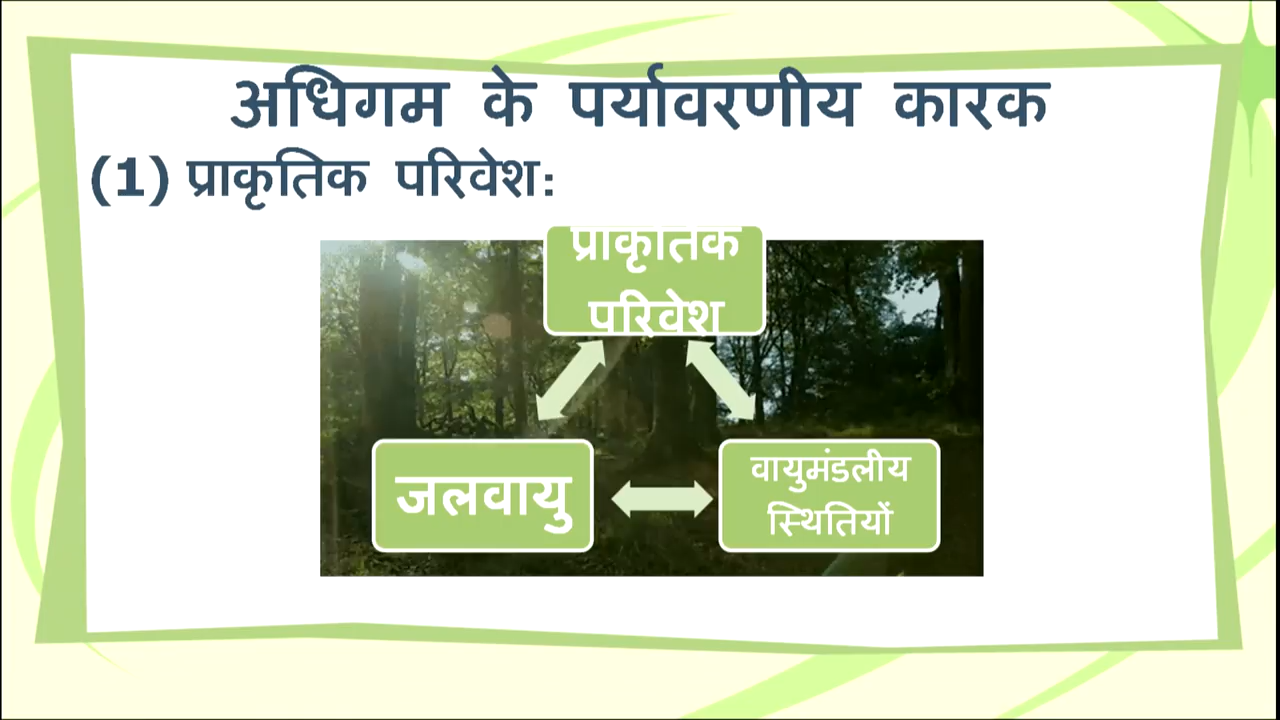 अधिगम के पर्यावरणीय कारक
(1) प्राकृतिक परिवेश:
प्राकृतिक
परिवेश
जलवायु
वायुमंडलीय
स्थितियों